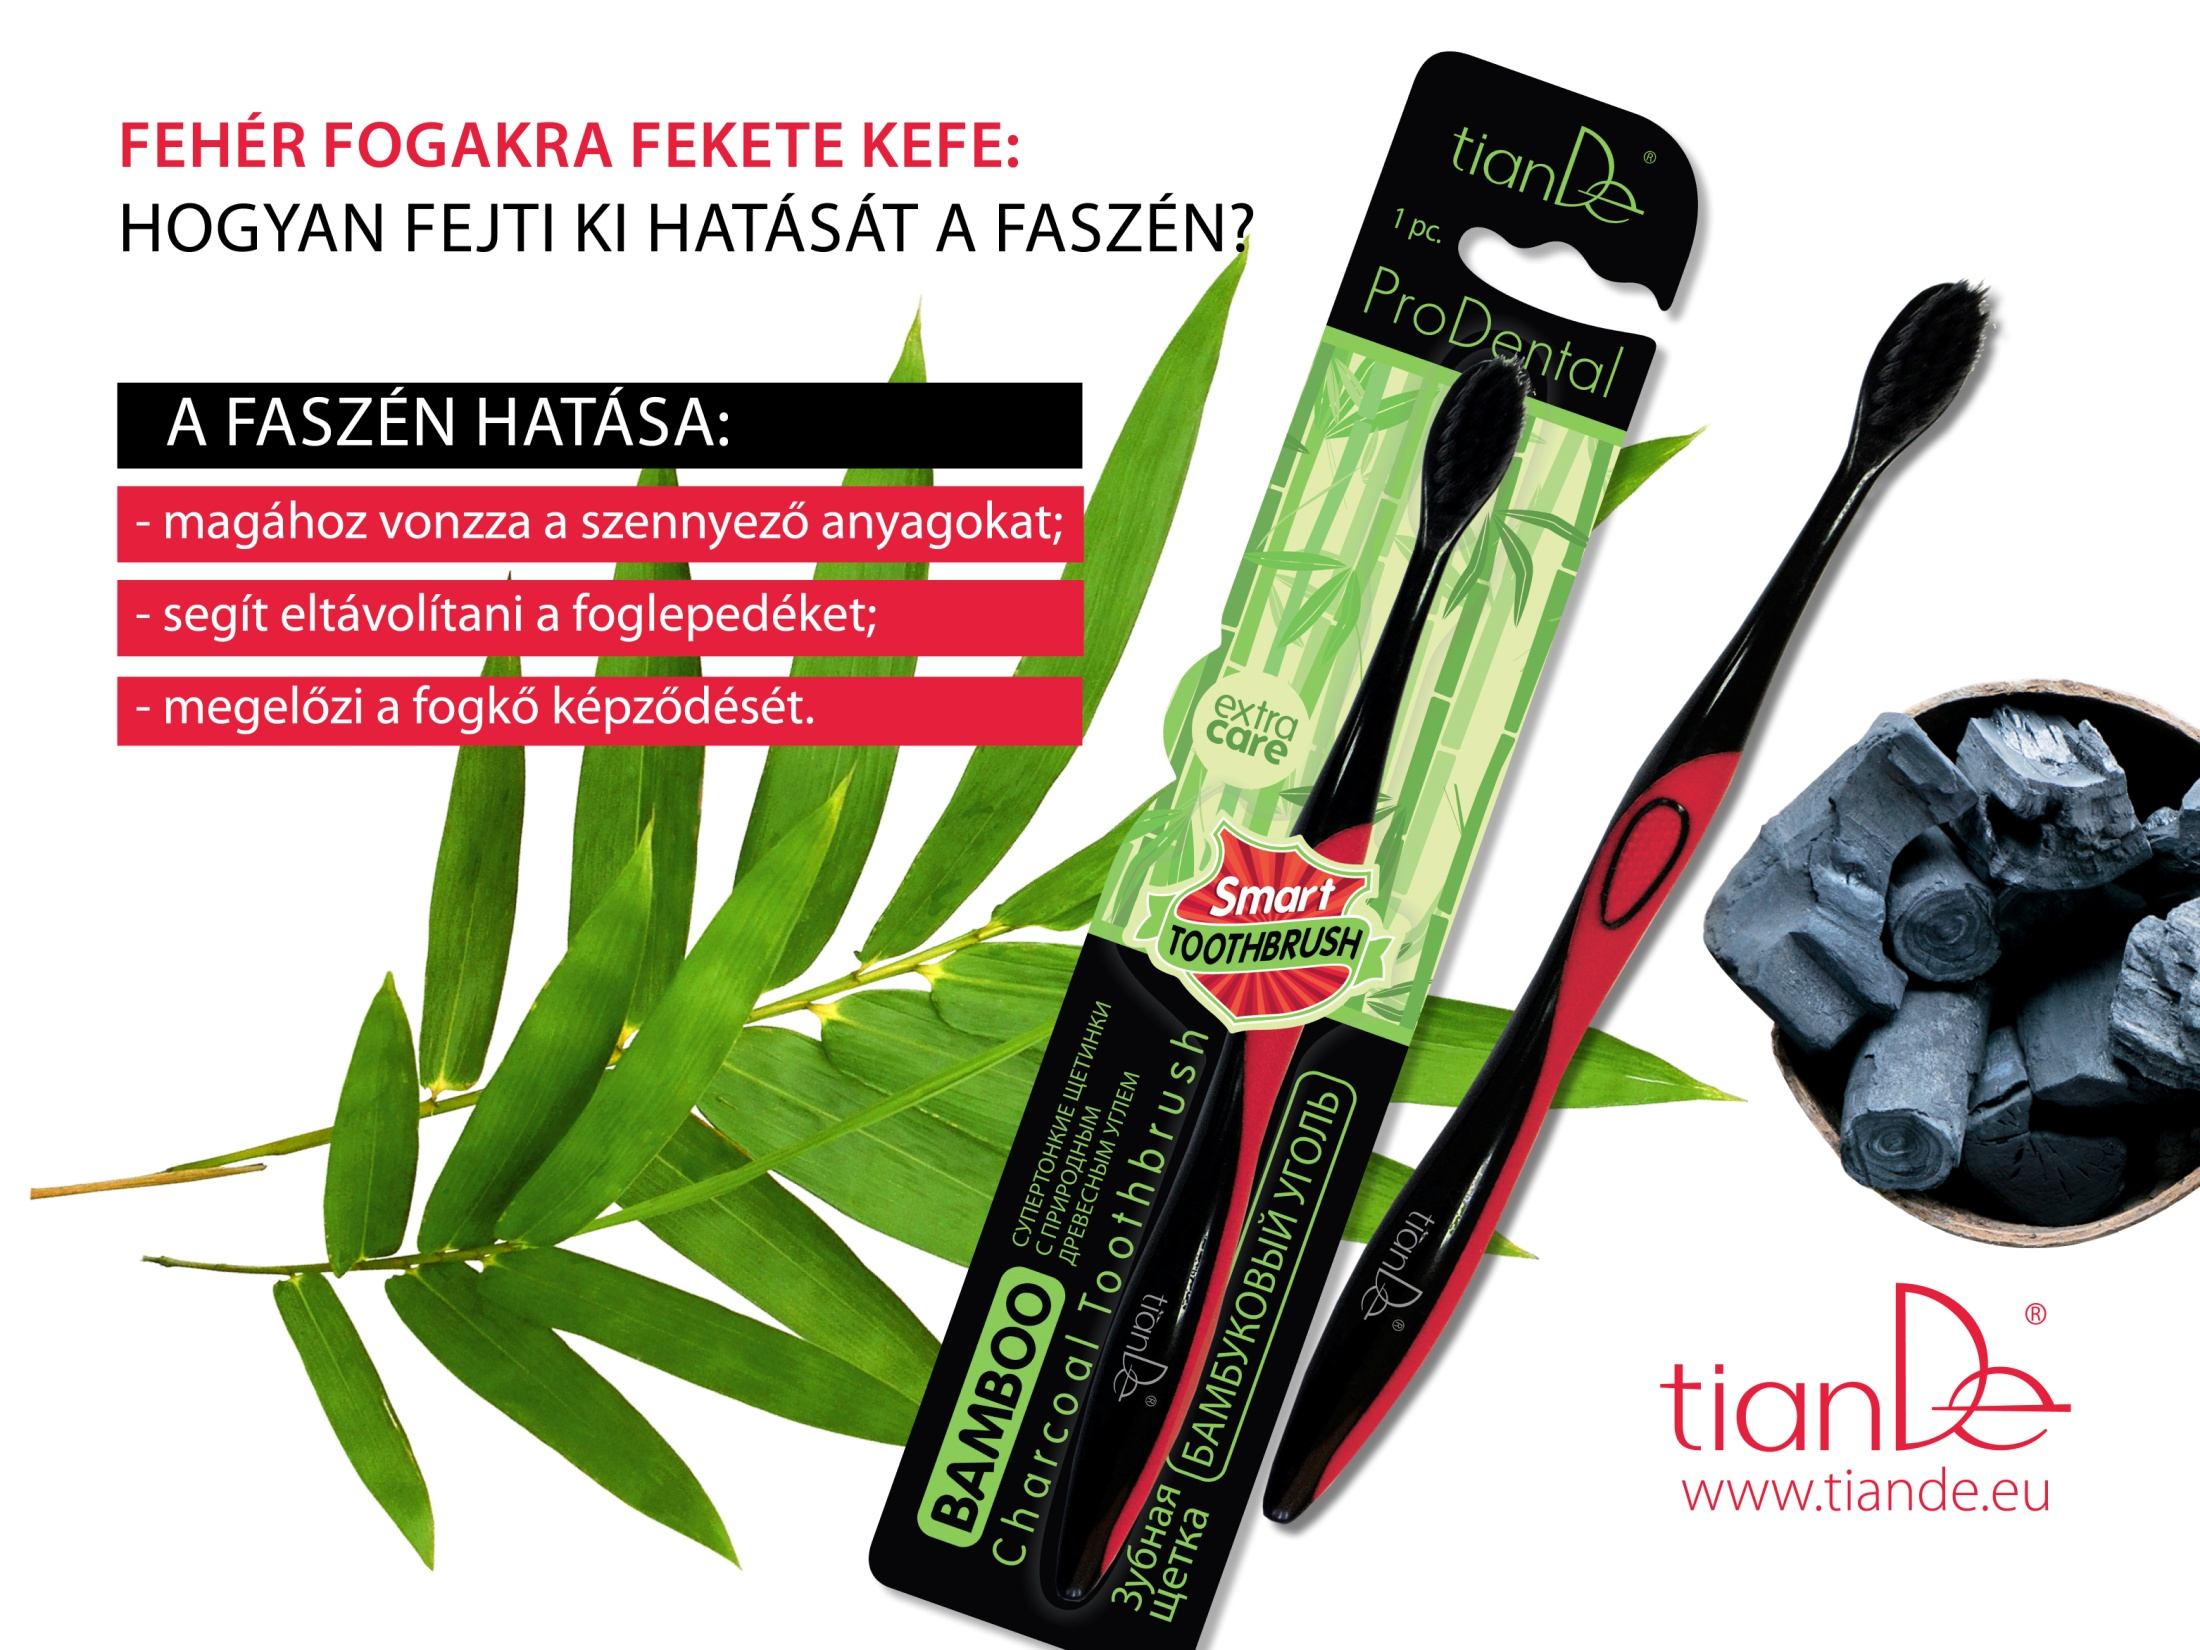 FEHÉR FOGAKRA FEKETE KEFE:
HOGYAN FEJTI KI HATÁSÁT A FASZÉN?
A FASZÉN HATÁSA:
- magához vonzza a szennyező anyagokat;
- segít eltávolítani a foglepedéket;
- megelőzi a fogkő képződését.
tianDe®
1 pc.
ProDental
extra
care
Smart
TOOTHBRUSH
СУПЕРТОНКИЕ ЩЕТИНКИ
С ПРИРОДНЫМ
ДРЕВЕСНЫМ УГЛЕМ
BAMBOO
Charcoal Toothbrush
tianDe®
БАМБУКОВЫЙ УГОЛЬ
Зубная
щетка
tianDe®
tianDe®
www.tiande.eu